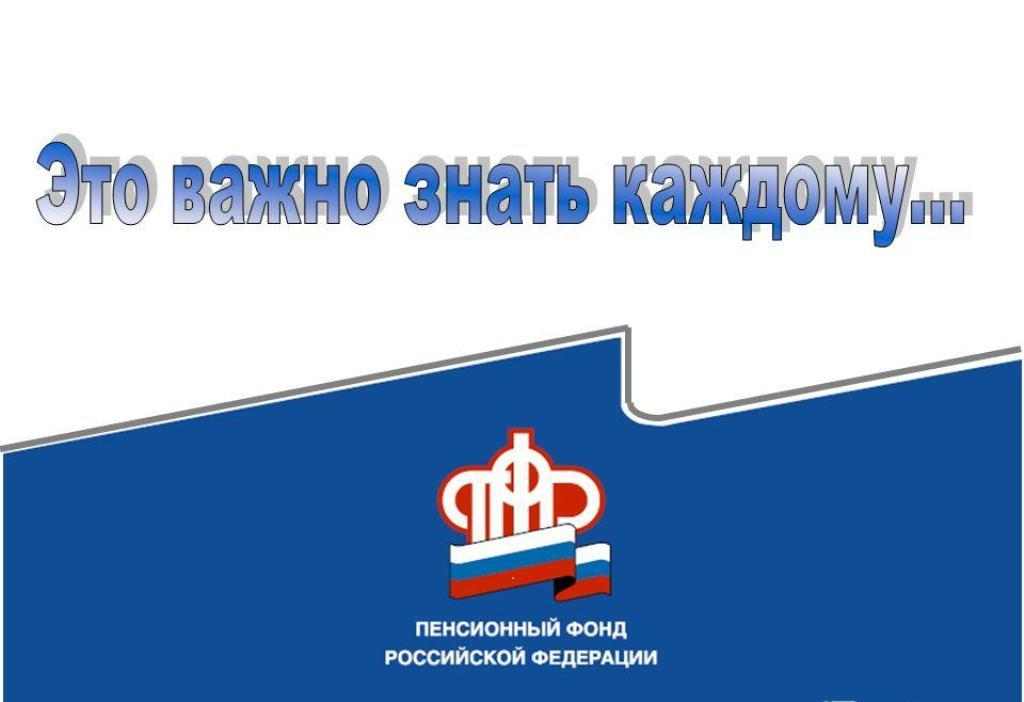 Это важно знать каждому...
ПЕНСИОННЫЙ ФОНД
РОССИЙСКОЙ ФЕДЕРАЦИИ